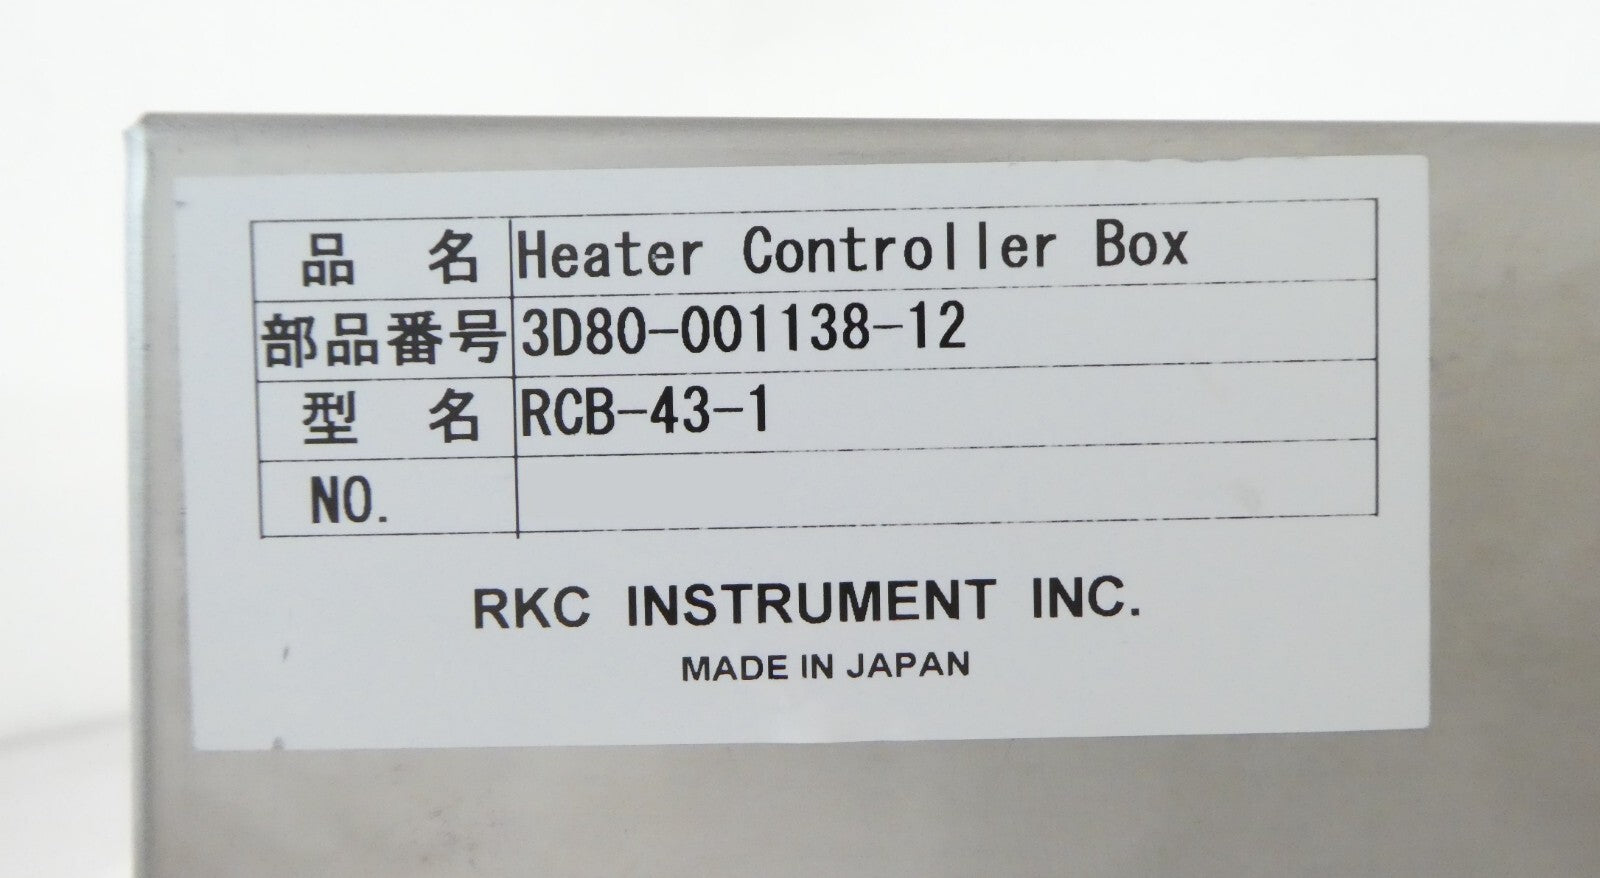 品 名 Heater Controller Box
部品番号 3D80-001138-12
型 名 RCB-43-1
NO.
RKC INSTRUMENT INC.
MADE IN JAPAN